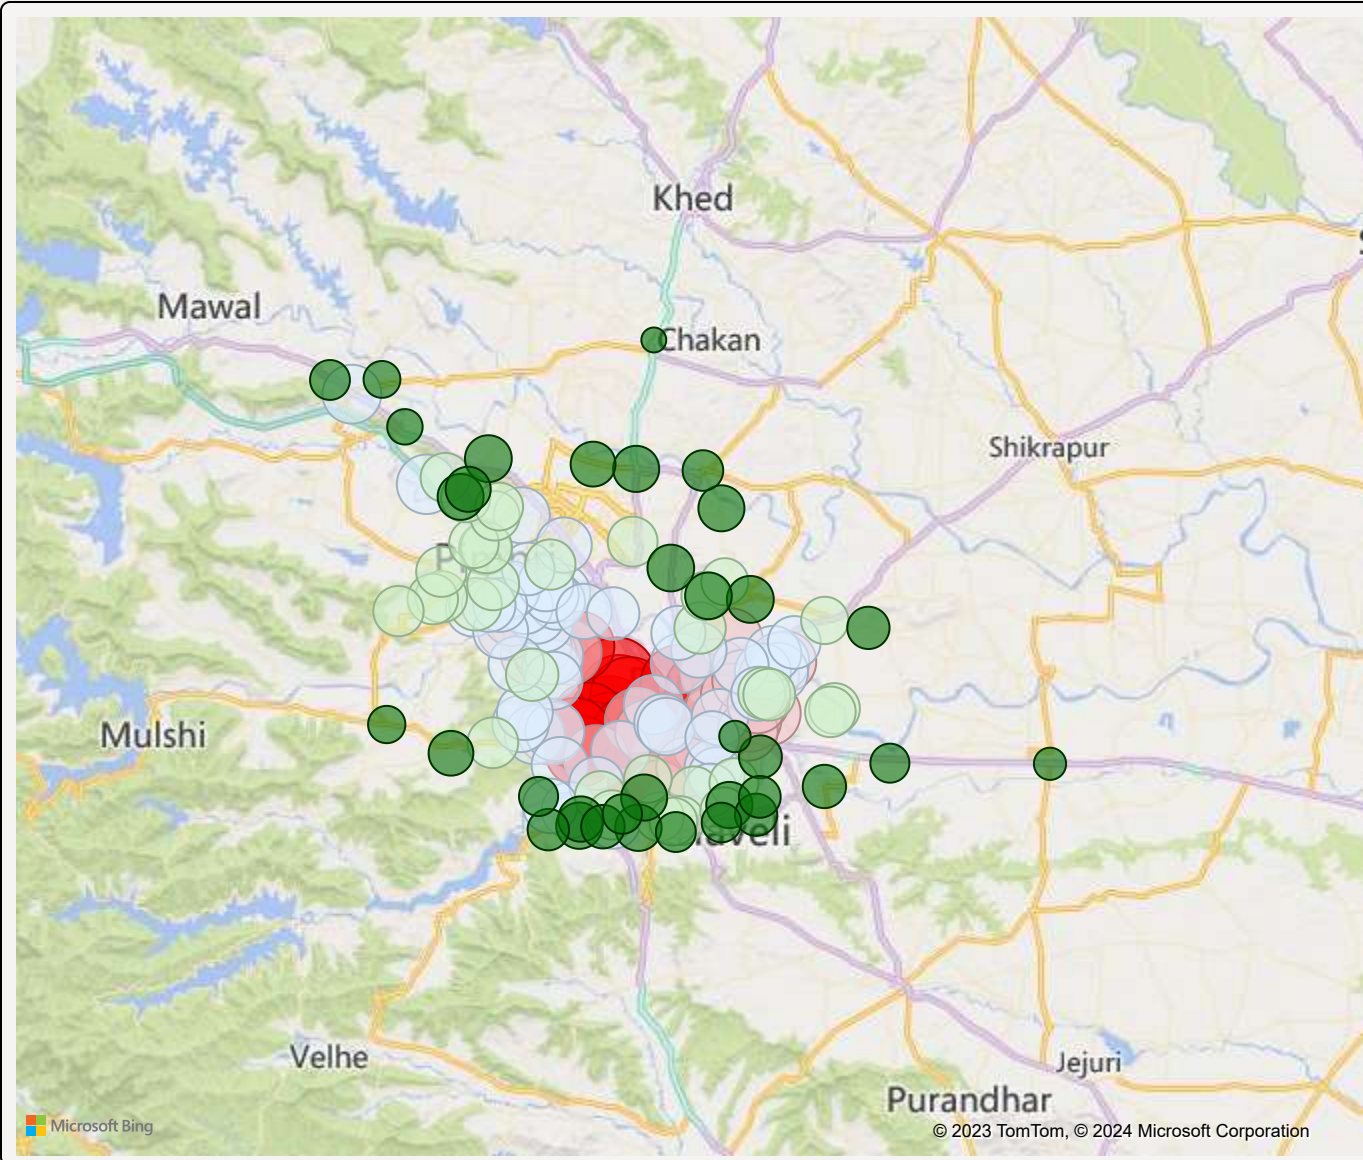 Khed
Mawal
Chakan
Shikrapur
Mulshi
Velhe
Jejuri
Purandhar
Microsoft Bing
© 2023 TomTom, © 2024 Microsoft Corporation